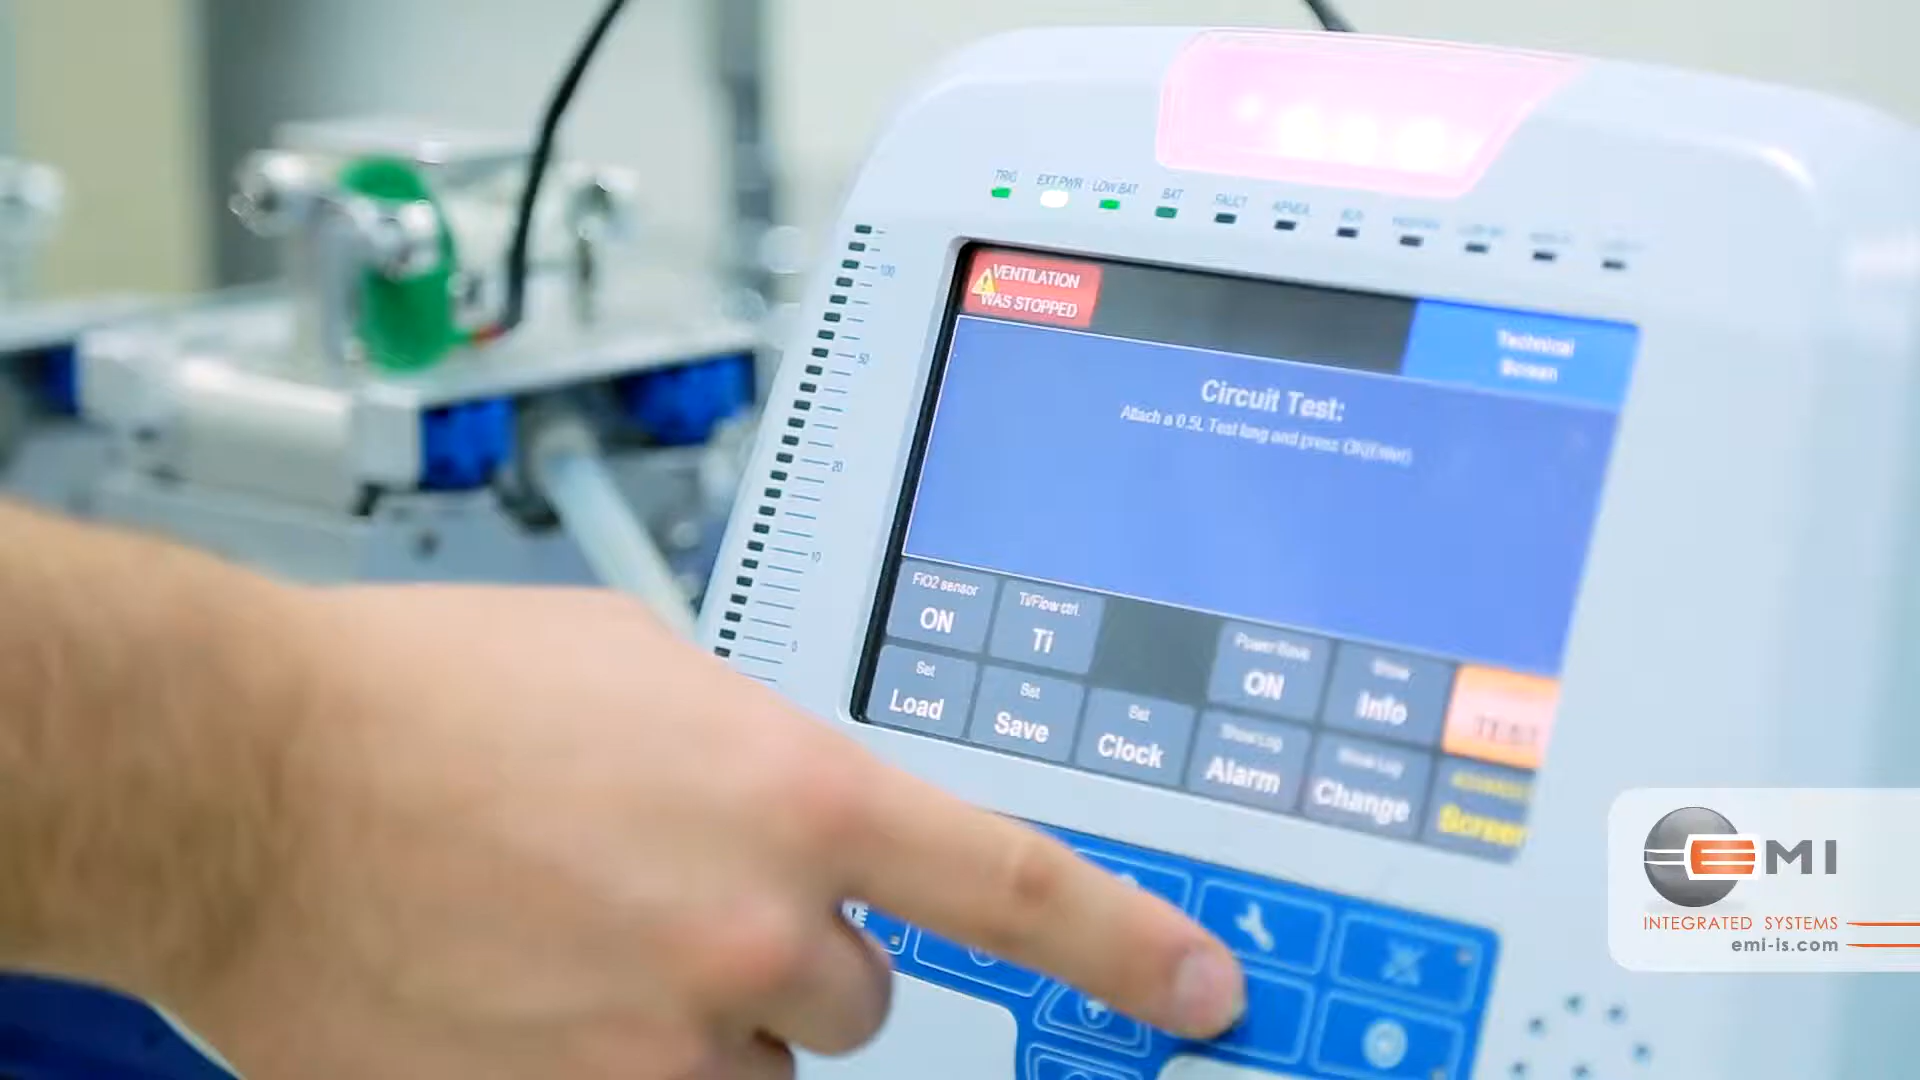 TRIG
EXT PWR
LOW BAT
BAT
FAULT
APNEA
100
50
20
10
0
VENTILATION
WAS STOPPED
Technical
Screen
Circuit Test:
Attach a 0.5L Test lung and press OK(Enter)
FiO2 sensor
ON
Ti/Flow ctrl.
Ti
Power Save
ON
Show
Info
TEST
Set
Load
Set
Save
Set
Clock
Show Log
Alarm
Show Log
Change
Screen
EMI
INTEGRATED SYSTEMS
emi-is.com